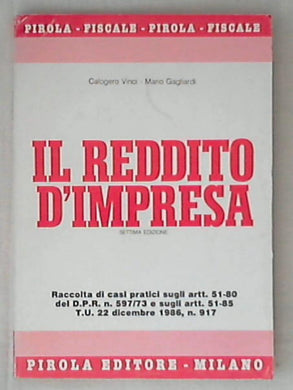 PIROLA - FISCALE - PIROLA - FISCALE
Calogero Vinci - Mario Gagliardi
IL REDDITO
D'IMPRESA
SETTIMA EDIZIONE
Raccolta di casi pratici sugli artt. 51-80
del D.P.R. n. 597/73 e sugli artt. 51-85
T.U. 22 dicembre 1986, n. 917
PIROLA EDITORE - MILANO